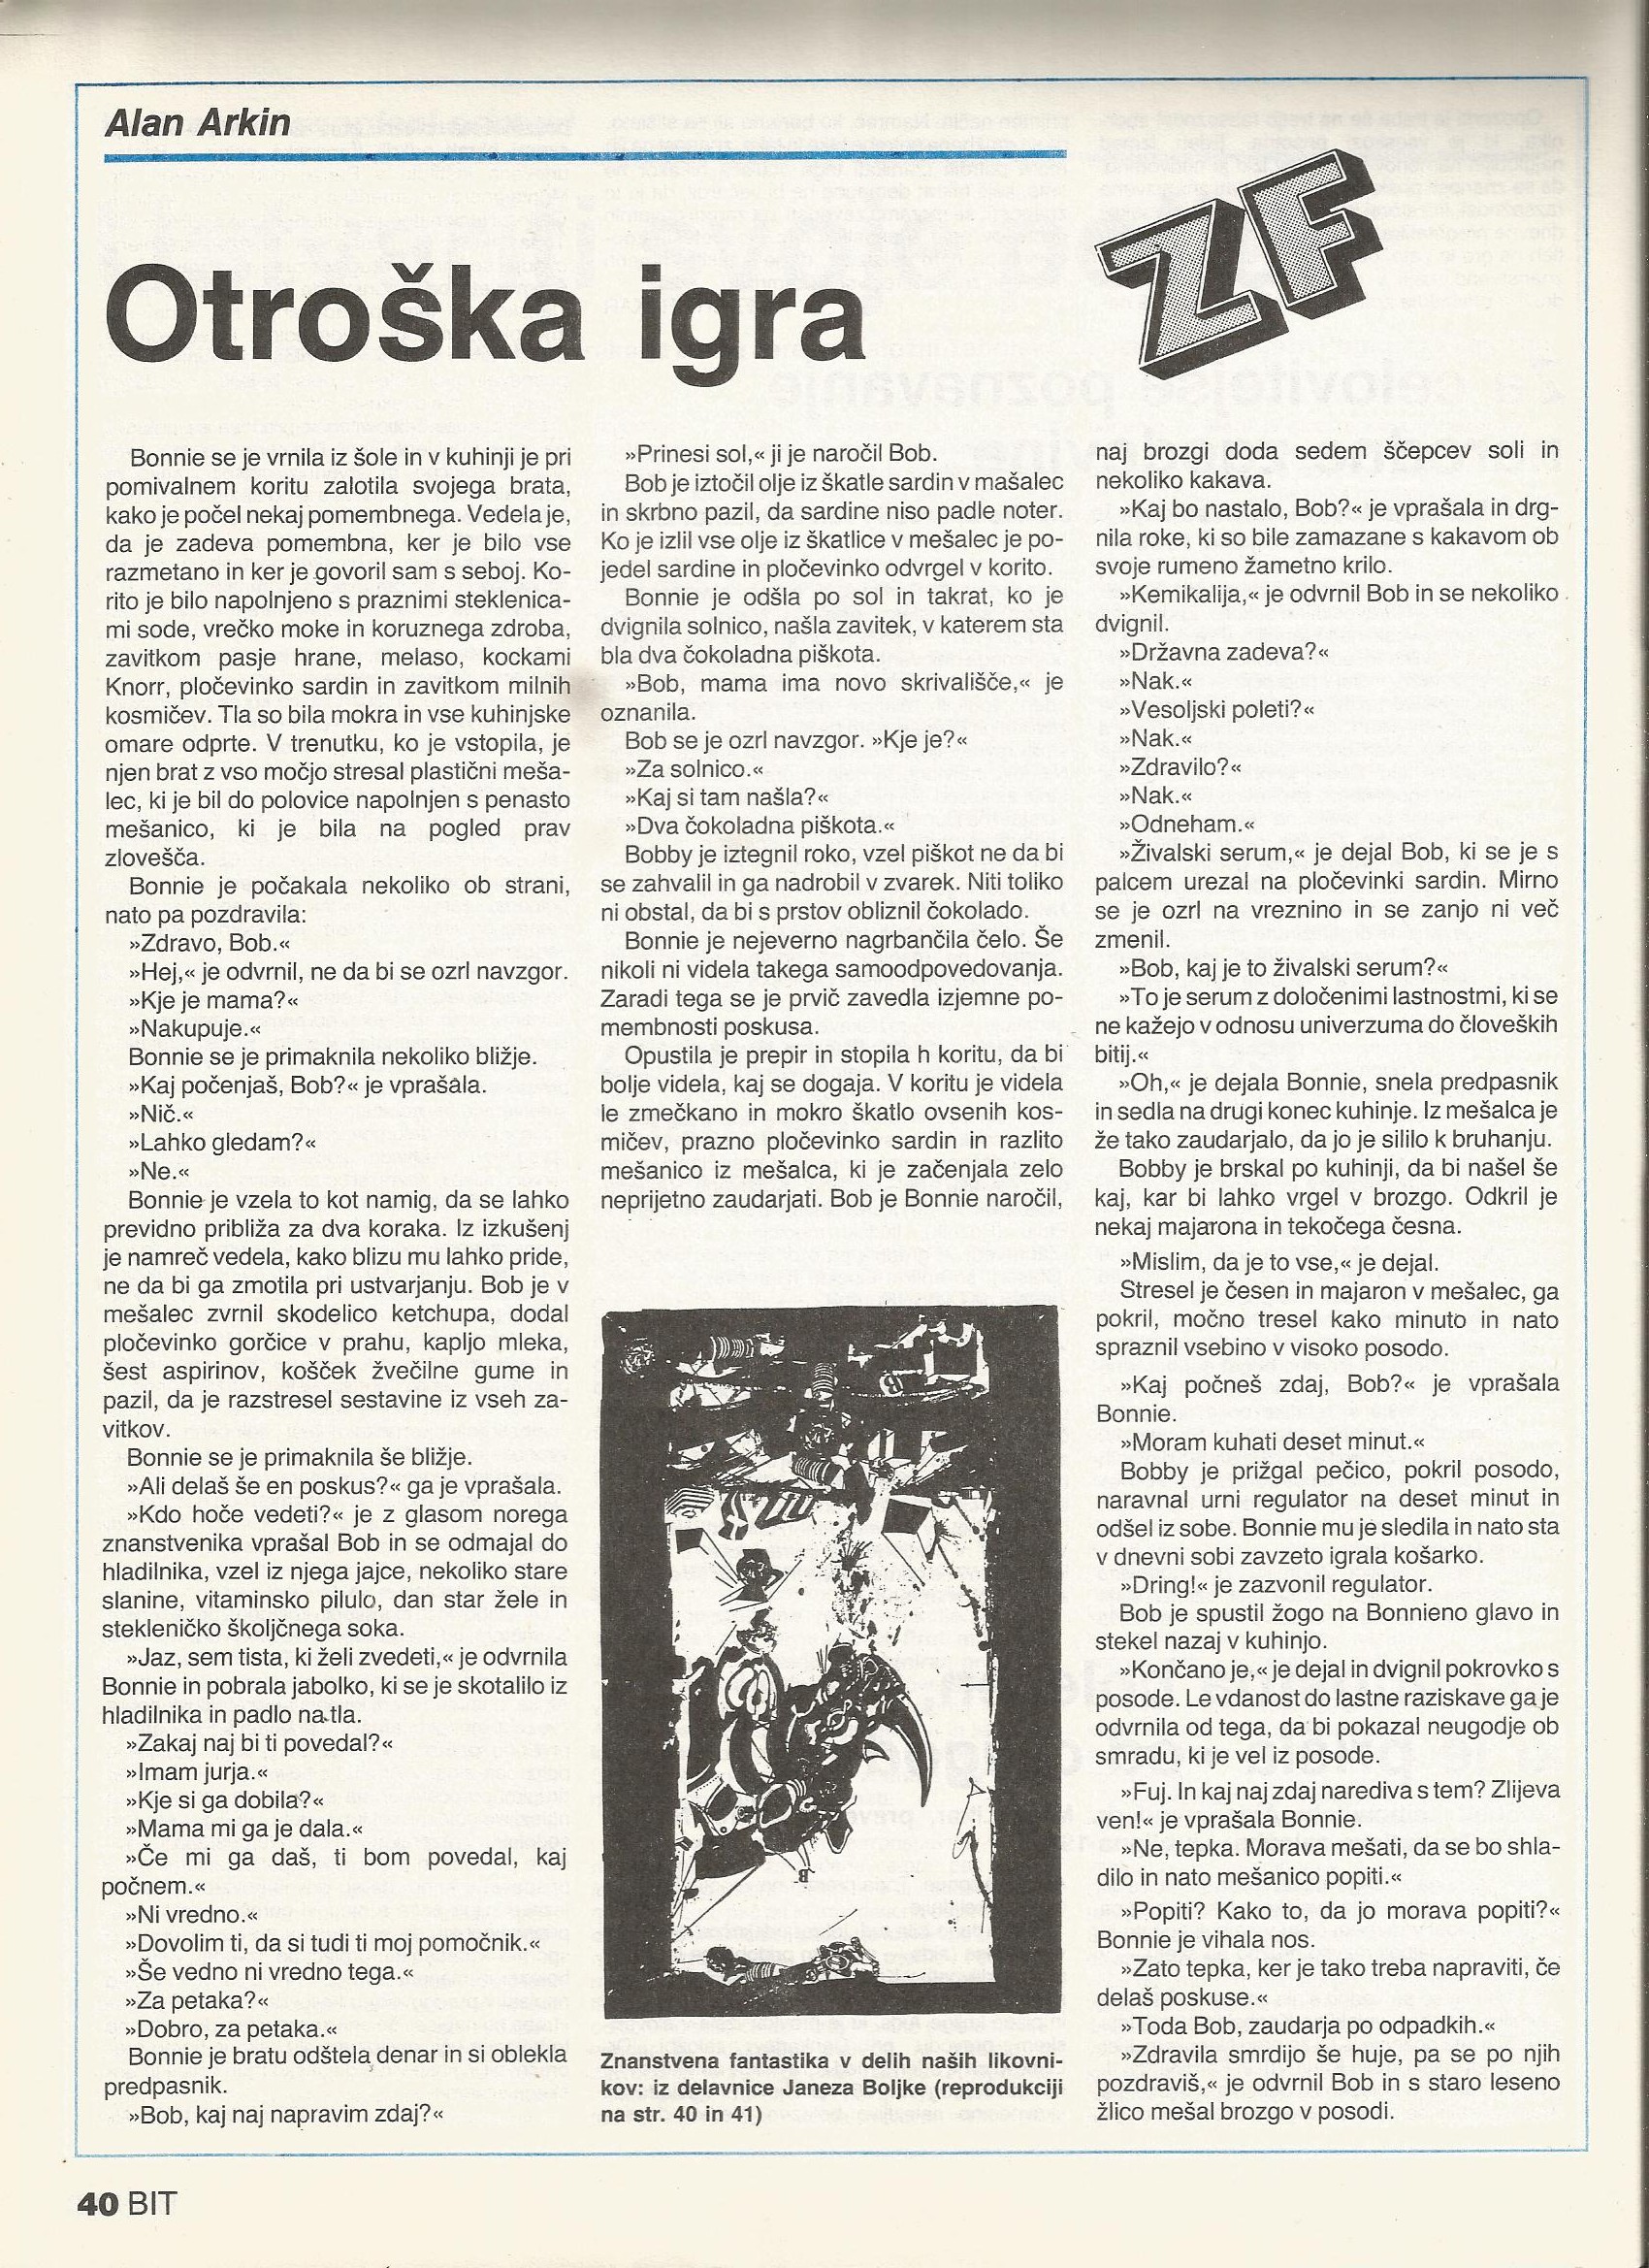 Alan Arkin
Otroška igra
ZF
Bonnie se je vrnila iz šole in v kuhinji je pri
pomivalnem koritu zalotila svojega brata,
kako je počel nekaj pomembnega. Vedela je,
da je zadeva pomembna, ker je bilo vse
razmetano in ker je govoril sam s seboj. Ko-
rito je bilo napolnjeno s praznimi steklenica-
mi sode, vrečko moke in koruznega zdroba,
zavitkom pasje hrane, melaso, kockami
Knorr, pločevinko sardin in zavitkom milnih
kosmičev. Tla so bila mokra in vse kuhinjske
omare odprte. V trenutku, ko je vstopila, je
njen brat z vso močjo stresal plastični meša-
lec, ki je bil do polovice napolnjen s penasto
mešanico, ki je bila na pogled prav
zlovešča.
Bonnie je počakala nekoliko ob strani,
nato pa pozdravila:
»Zdravo, Bob.«
»Hej,« je odvrnil, ne da bi se ozrl navzgor.
»Kje je mama?«
»Nakupuje.«
Bonnie se je primaknila nekoliko bližje.
»Kaj počenjaš, Bob?« je vprašala.
»Nič.«
»Lahko gledam?«
»Ne.«
Bonnie je vzela to kot namig, da se lahko
previdno približa za dva koraka. Iz izkušenj
je namreč vedela, kako blizu mu lahko pride,
ne da bi ga zmotila pri ustvarjanju. Bob je v
mešalec zvrnil skodelico ketchupa, dodal
pločevinko gorčice v prahu, kapljo mleka,
šest aspirinov, košček žvečilne gume in
pazil, da je razstresel sestavine iz vseh za-
vitkov.
Bonnie se je primaknila še bližje.
»Ali delaš še en poskus?« ga je vprašala.
»Kdo hoče vedeti?« je z glasom norega
znanstvenika vprašal Bob in se odmajal do
hladilnika, vzel iz njega jajce, nekoliko stare
slanine, vitaminsko pilulo, dan star žele in
stekleničko školjčnega soka.
»Jaz, sem tista, ki želi zvedeti,« je odvrnila
Bonnie in pobrala jabolko, ki se je skotalilo iz
hladilnika in padlo na tla.
»Zakaj naj bi ti povedal?«
»Imam jurja.«
»Kje si ga dobila?«
»Mama mi ga je dala.«
»Če mi ga daš, ti bom povedal, kaj
počnem.«
»Ni vredno.«
»Dovolim ti, da si tudi ti moj pomočnik.«
»Še vedno ni vredno tega.«
»Za petaka?«
»Dobro, za petaka.«
Bonnie je bratu odštela denar in si oblekla
predpasnik.
»Bob, kaj naj napravim zdaj?«
»Prinesi sol,« ji je naročil Bob.
Bob je iztočil olje iz škatle sardin v mašalec
in skrbno pazil, da sardine niso padle noter.
Ko je izlil vse olje iz škatlice v mešalec je po-
jedel sardine in pločevinko odvrgel v korito.
Bonnie je odšla po sol in takrat, ko je
dvignila solnico, našla zavitek, v katerem sta
bla dva čokoladna piškota.
»Bob, mama ima novo skrivališče,« je
oznanila.
Bob se je ozrl navzgor. »Kje je?«
»Za solnico.«
»Kaj si tam našla?«
»Dva čokoladna piškota.«
Bobby je iztegnil roko, vzel piškot ne da bi
se zahvalil in ga nadrobil v zvarek. Niti toliko
ni obstal, da bi s prstov obliznil čokolado.
Bonnie je nejeverno nagrbančila čelo. Še
nikoli ni videla takega samoodpovedovanja.
Zaradi tega se je prvič zavedla izjemne po-
membnosti poskusa.
Opustila je prepir in stopila h koritu, da bi
bolje videla, kaj se dogaja. V koritu je videla
le zmečkano in mokro škatlo ovsenih kos-
mičev, prazno pločevinko sardin in razlito
mešanico iz mešalca, ki je začenjala zelo
neprijetno zaudarjati. Bob je Bonnie naročil,
Znanstvena fantastika v delih naših likovni-
kov: iz delavnice Janeza Boljke (reprodukciji
na str. 40 in 41)
naj brozgi doda sedem ščepcev soli in
nekoliko kakava.
»Kaj bo nastalo, Bob?« je vprašala in drg-
nila roke, ki so bile zamazane s kakavom ob
svoje rumeno žametno krilo.
»Kemikalija,« je odvrnil Bob in se nekoliko
dvignil.
»Državna zadeva?«
»Nak.«
»Vesoljski poleti?«
»Nak.«
»Zdravilo?«
»Nak.«
»Odneham.«
»Živalski serum,« je dejal Bob, ki se je s
palcem urezal na pločevinki sardin. Mirno
se je ozrl na vreznino in se zanjo ni več
zmenil.
»Bob, kaj je to živalski serum?«
»To je serum z določenimi lastnostmi, ki se
ne kažejo v odnosu univerzuma do človeških
bitij.«
»Oh,« je dejala Bonnie, snela predpasnik
in sedla na drugi konec kuhinje. Iz mešalca je
že tako zaudarjalo, da jo je sililo k bruhanju.
Bobby je brskal po kuhinji, da bi našel še
kaj, kar bi lahko vrgel v brozgo. Odkril je
nekaj majarona in tekočega česna.
»Mislim, da je to vse,« je dejal.
Stresel je česen in majaron v mešalec, ga
pokril, močno tresel kako minuto in nato
spraznil vsebino v visoko posodo.
»Kaj počneš zdaj, Bob?« je vprašala
Bonnie.
»Moram kuhati deset minut.«
Bobby je prižgal pečico, pokril posodo,
naravnal urni regulator na deset minut in
odšel iz sobe. Bonnie mu je sledila in nato sta
v dnevni sobi zavzeto igrala košarko.
»Dring!« je zazvonil regulator.
Bob je spustil žogo na Bonnieno glavo in
stekel nazaj v kuhinjo.
»Končano je,« je dejal in dvignil pokrovko s
posode. Le vdanost do lastne raziskave ga je
odvrnila od tega, da bi pokazal neugodje ob
smradu, ki je vel iz posode.
»Fuj. In kaj naj zdaj narediva s tem? Zlijeva
ven!« je vprašala Bonnie.
»Ne, tepka. Morava mešati, da se bo shla-
dilo in nato mešanico popiti.«
»Popiti? Kako to, da jo morava popiti?«
Bonnie je vihala nos.
»Zato tepka, ker je tako treba napraviti, če
delaš poskuse.«
»Toda Bob, zaudarja po odpadkih.«
»Zdravila smrdijo še huje, pa se po njih
pozdraviš,« je odvrnil Bob in s staro leseno
žlico mešal brozgo v posodi.
40 BIT